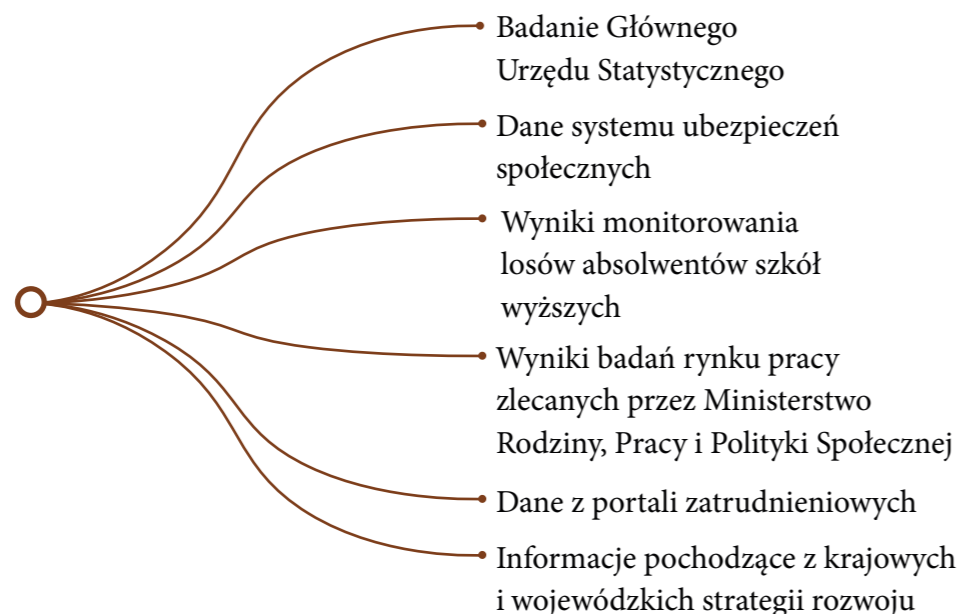 Badanie Głównego
Urzędu Statystycznego
Dane systemu ubezpieczeń
społecznych
Wyniki monitorowania
losów absolwentów szkół
wyższych
Wyniki badań rynku pracy
zlecanych przez Ministerstwo
Rodziny, Pracy i Polityki Społecznej
Dane z portali zatrudnieniowych
Informacje pochodzące z krajowych
i wojewódzkich strategii rozwoju